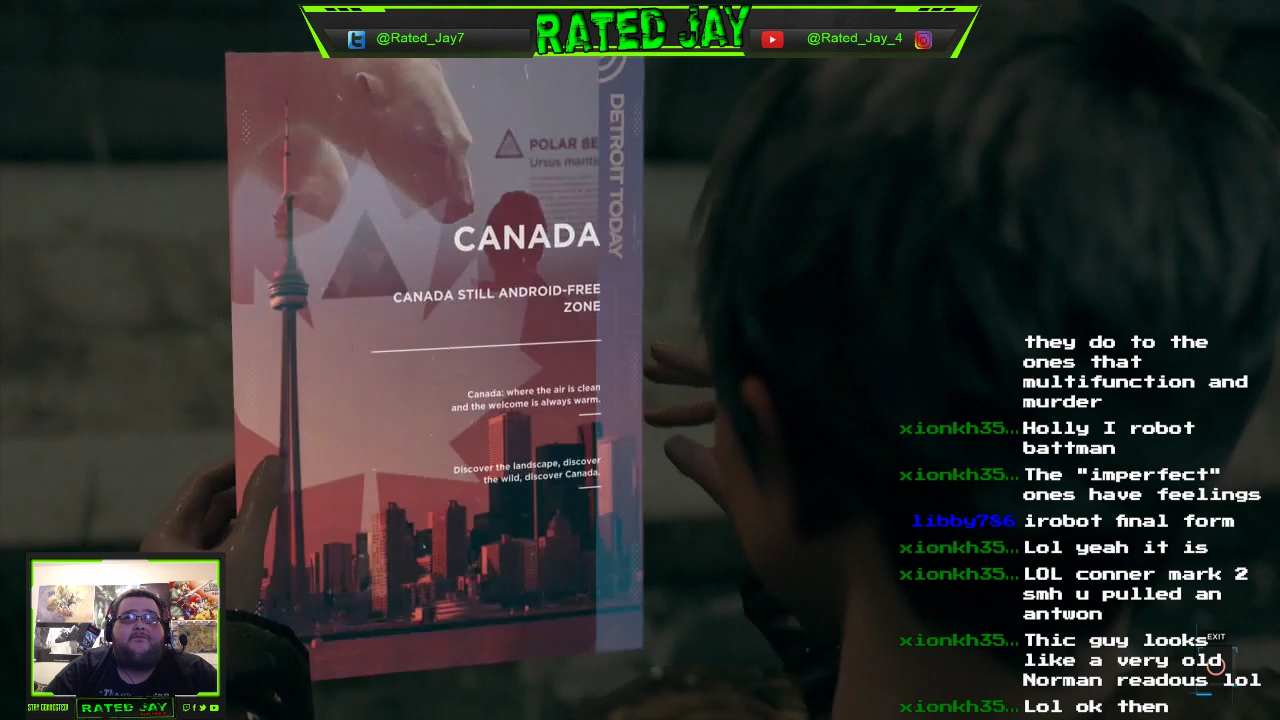 @Rated_Jay7
RATED JAY
@Rated_Jay_4
DETROIT TODAY
POLAR BE
Ursus mariti
CANADA
CANADA STILL ANDROID-FREE
ZONE
Canada: where the air is clean
and the welcome is always warm.
Discover the landscape, discover
the wild, discover Canada.
they do to the
ones that
multifunction and
murder
xionkh35... Holly I robot
battman
xionkh35... The "imperfect"
ones have feelings
libby786 irobot final form
xionkh35... Lol yeah it is
xionkh35... LOL conner mark 2
smh u pulled an
antwon
xionkh35... Thic guy looks
like a very old
Norman readous lol
xionkh35... Lol ok then
EXIT
STAY CONNECTED!
RATED JAY